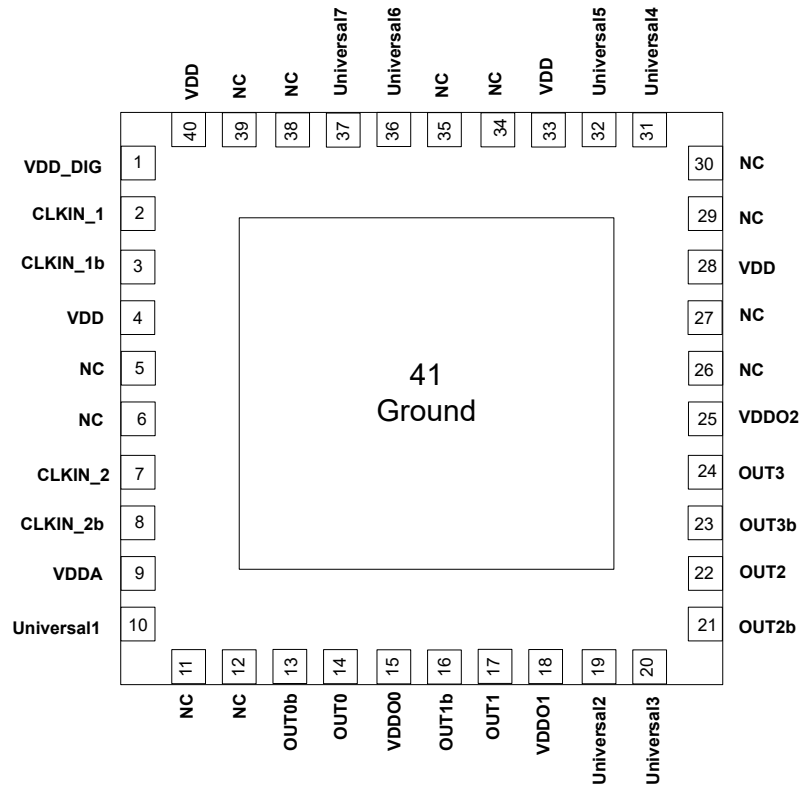 VDD
NC
NC
Universal7
Universal6
NC
NC
VDD
Universal5
Universal4
40
39
38
37
36
35
34
33
32
31
VDD_DIG 1
CLKIN_1 2
CLKIN_1b 3
VDD 4
NC 5
NC 6
CLKIN_2 7
CLKIN_2b 8
VDDA 9
Universal1 10
41
Ground
30 NC
29 NC
28 VDD
27 NC
26 NC
25 VDDO2
24 OUT3
23 OUT3b
22 OUT2
21 OUT2b
11
12
13
14
15
16
17
18
19
20
NC
NC
OUT0b
OUT0
VDDO0
OUT1b
OUT1
VDDO1
Universal2
Universal3